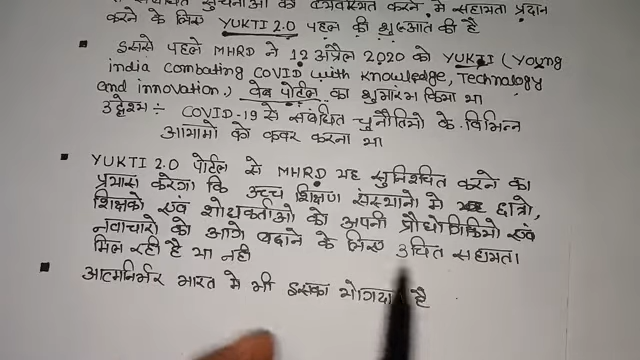 संबंधित सूचनाओं को व्यवस्थित करने मे सहायता प्रदान
करने के लिए YUKTI 2.0 पहल की शुरुआत की है
इससे पहले MHRD ने 12 अप्रैल 2020 को YUKTI (Young
india combating COVID with knowledge, Technology
and innovation.) वेब पोर्टल का शुभारंभ किया था
उद्देश्य :- COVID-19 से संबंधित चुनौतियो के विभिन्न
आयामो को कवर करना था
YUKTI 2.0 पोर्टल से MHRD यह सुनिश्चित करने का
प्रयास करेगा कि उच्च शिक्षण संस्थानो मे छात्रो,
शिक्षको एवं शोधकर्ताओ को अपनी प्रौधोगिकियो एवं
नवाचारो को आगे बढाने के लिए उचित सहायता
मिल रही है या नही
आत्मनिर्भर भारत मे भी इसका योगदा है